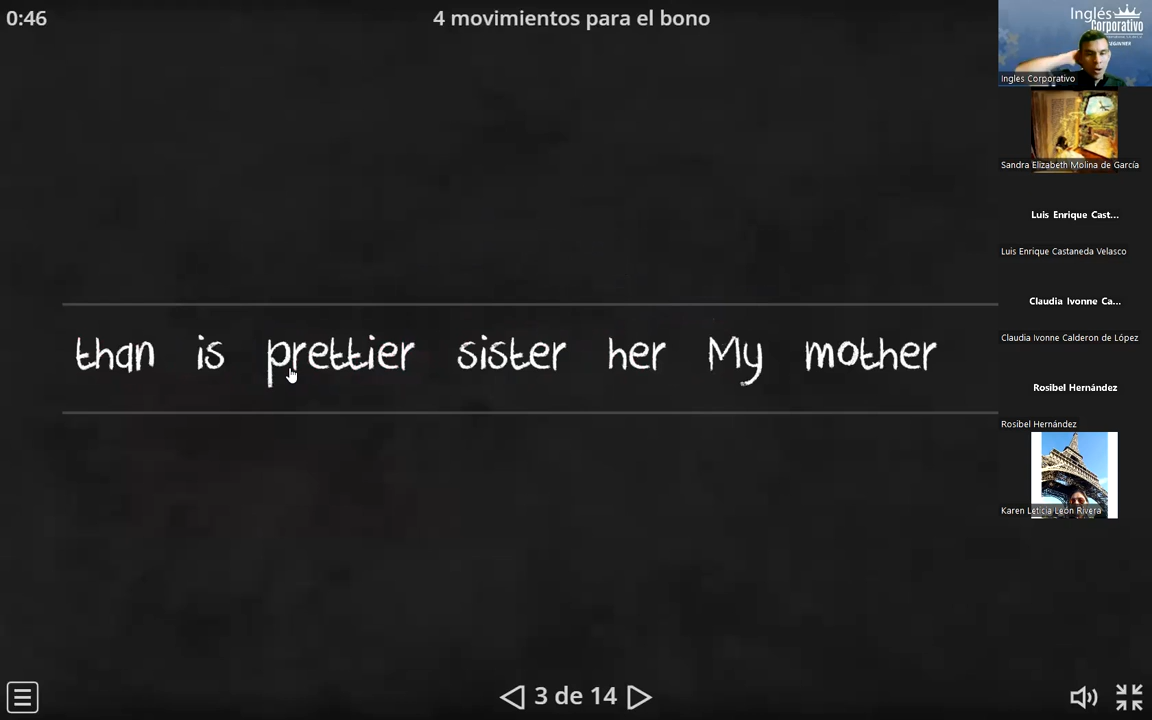 0:46
4 movimientos para el bono
Inglés
Corporativo
Ingles Corporativo
Sandra Elizabeth Molina de García
Luis Enrique Cast...
Luis Enrique Castaneda Velasco
Claudia Ivonne Ca...
Claudia Ivonne Calderon de López
Rosibel Hernández
Rosibel Hernández
Karen Leticia León Rivera
than is prettier sister her My mother
3 de 14